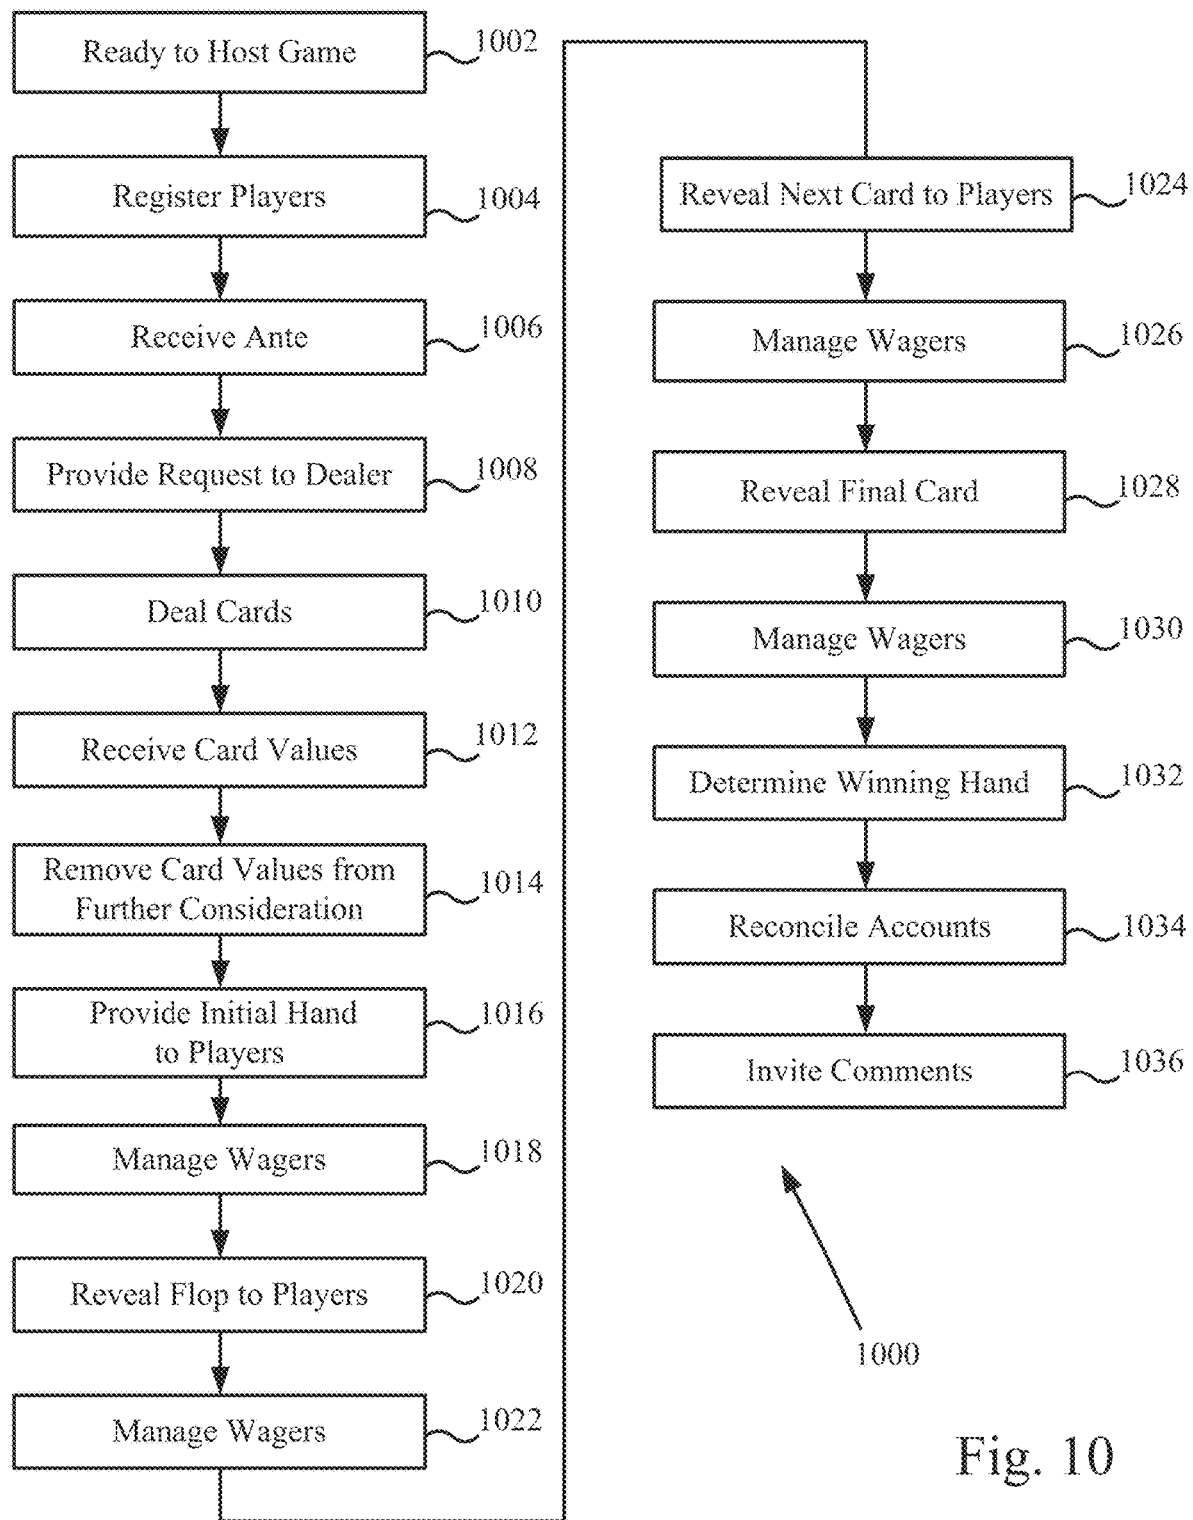 Ready to Host Game
1002
Register Players
1004
Receive Ante
1006
Provide Request to Dealer
1008
Deal Cards
1010
Receive Card Values
1012
Remove Card Values from
Further Consideration
1014
Provide Initial Hand
to Players
1016
Manage Wagers
1018
Reveal Flop to Players
1020
Manage Wagers
1022
Reveal Next Card to Players
1024
Manage Wagers
1026
Reveal Final Card
1028
Manage Wagers
1030
Determine Winning Hand
1032
Reconcile Accounts
1034
Invite Comments
1036
1000
Fig. 10